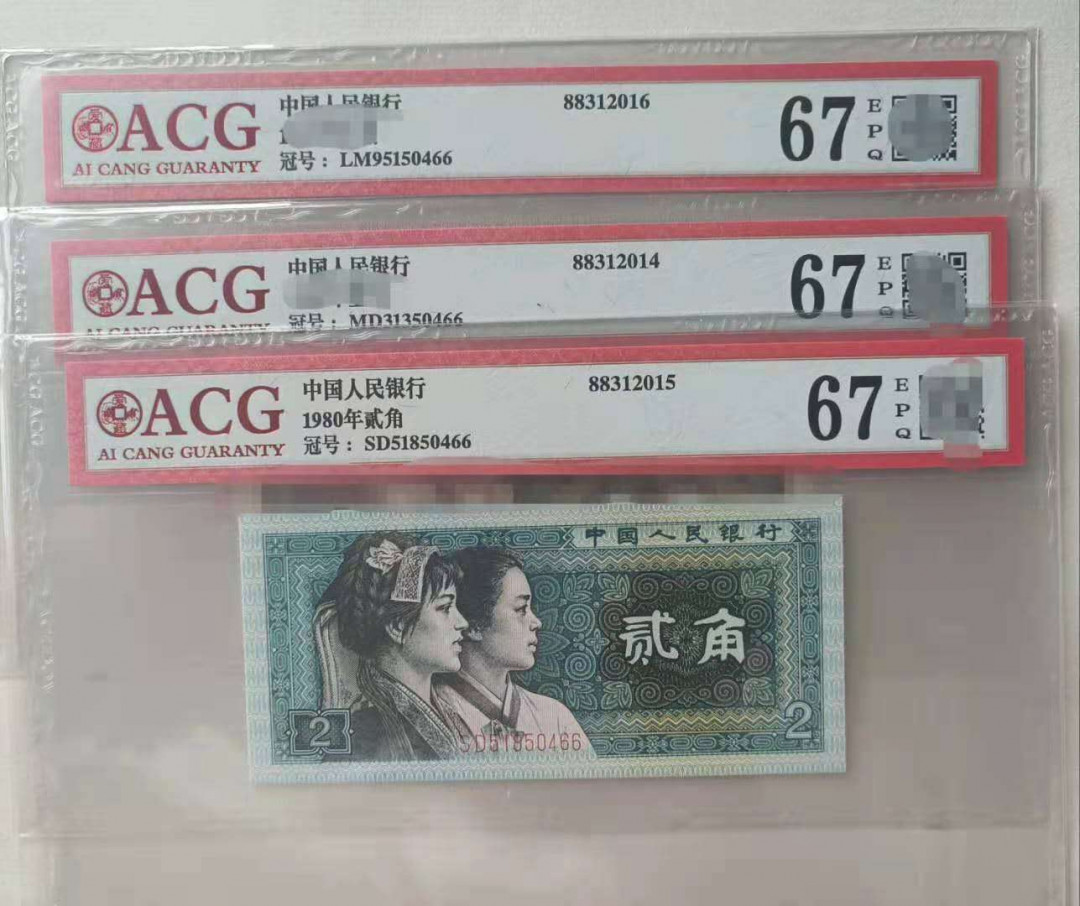 ACG
AI CANG GUARANTY
中国人民银行
冠号： LM95150466
88312016
67
EPQ
ACG
AI CANG GUARANTY
中国人民银行
冠号： MD31350466
88312014
67
EPQ
ACG
AI CANG GUARANTY
中国人民银行
1980年贰角
冠号： SD51850466
88312015
67
EPQ
中国人民银行
贰角
2
2
SD51850466